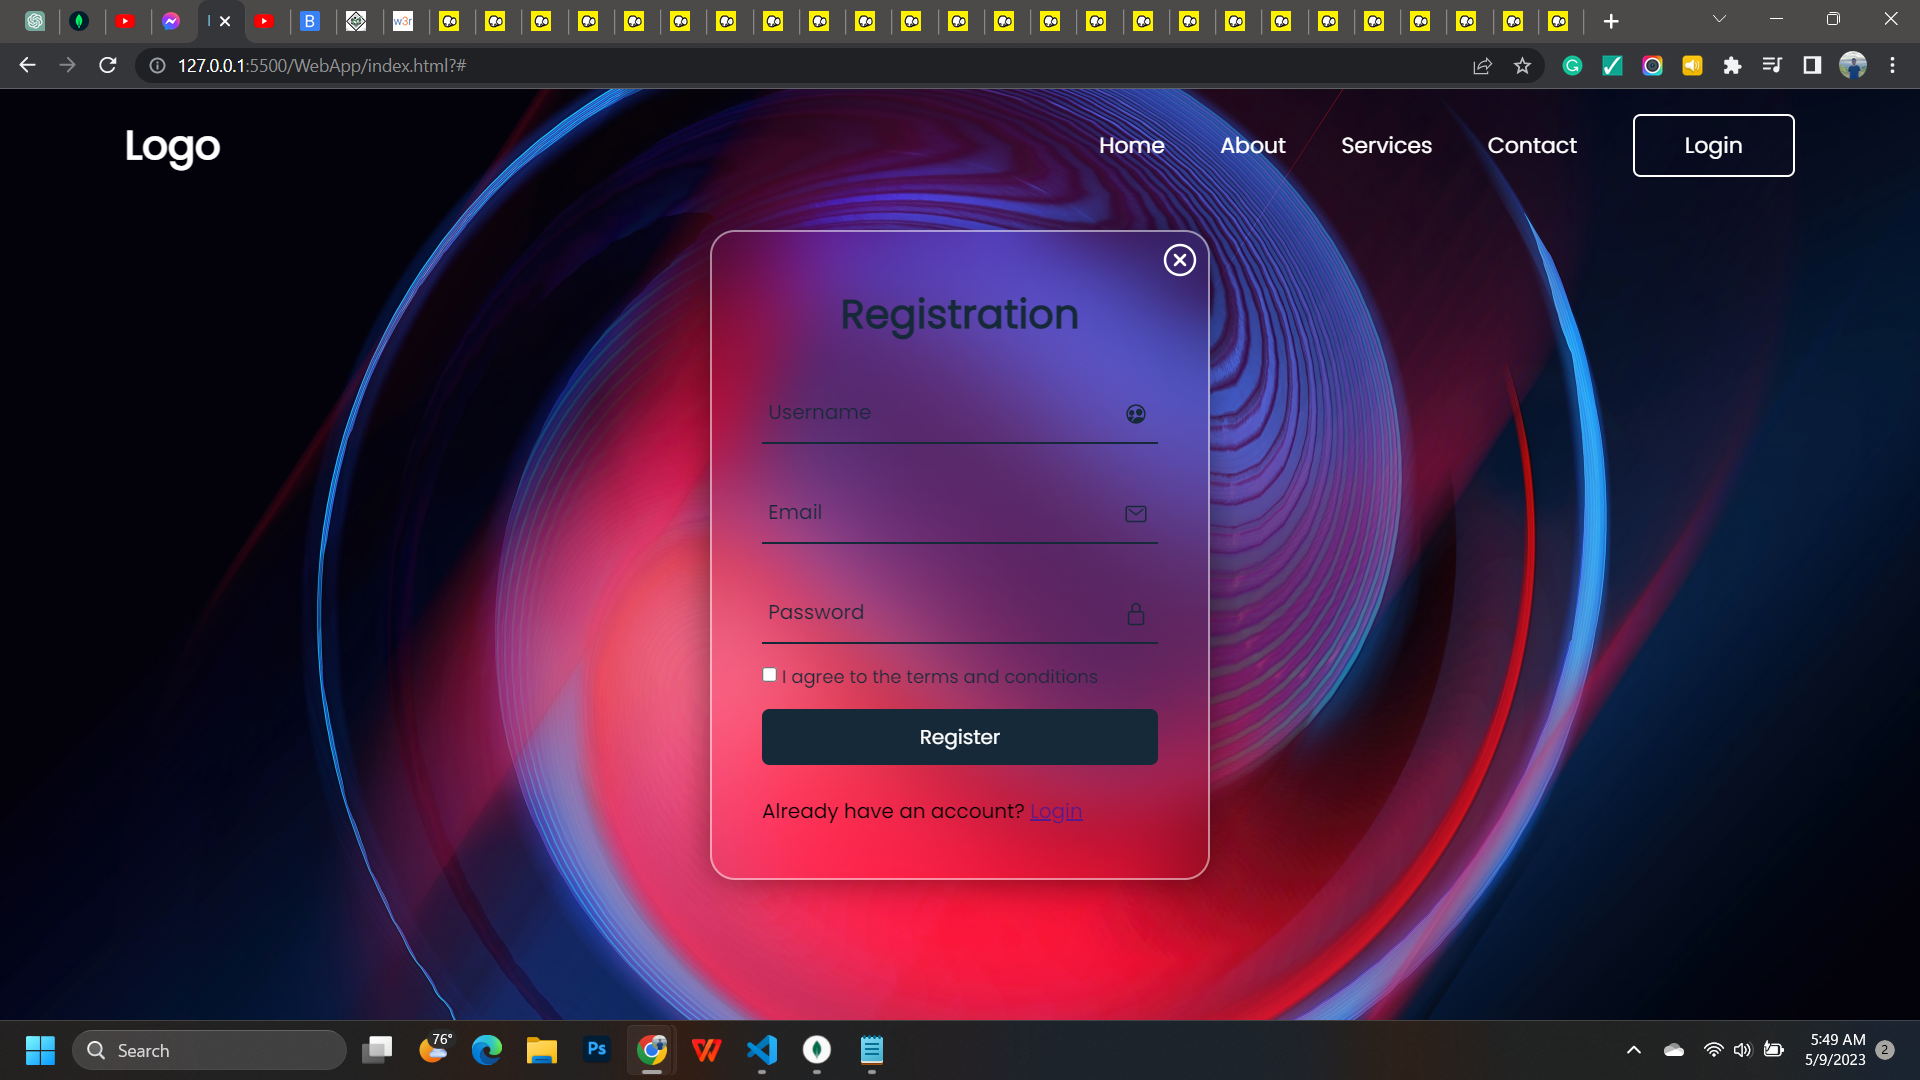 B
w3r
127.0.0.1:5500/WebApp/index.html?#
Logo
Home
About
Services
Contact
Login
Registration
Username
Email
Password
I agree to the terms and conditions
Register
Already have an account? Login
Search
76°
Ps
5:49 AM
5/9/2023
2